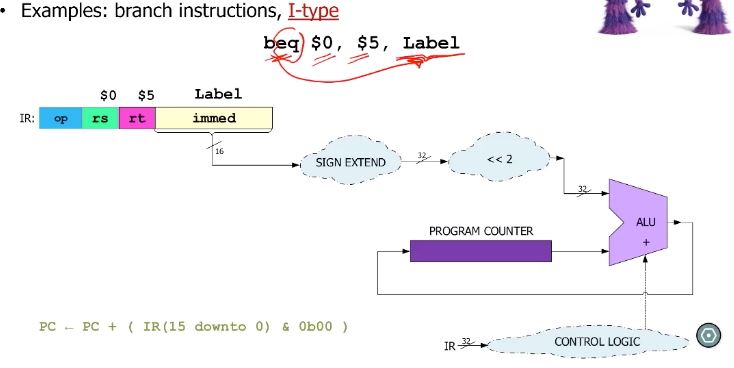 • Examples: branch instructions, I-type
beq $0, $5, Label
$0 $5 Label
IR: op rs rt immed
16
SIGN EXTEND
32
<< 2
32
ALU
+
PROGRAM COUNTER
PC ← PC + ( IR(15 downto 0) & 0b00 )
IR 32
CONTROL LOGIC